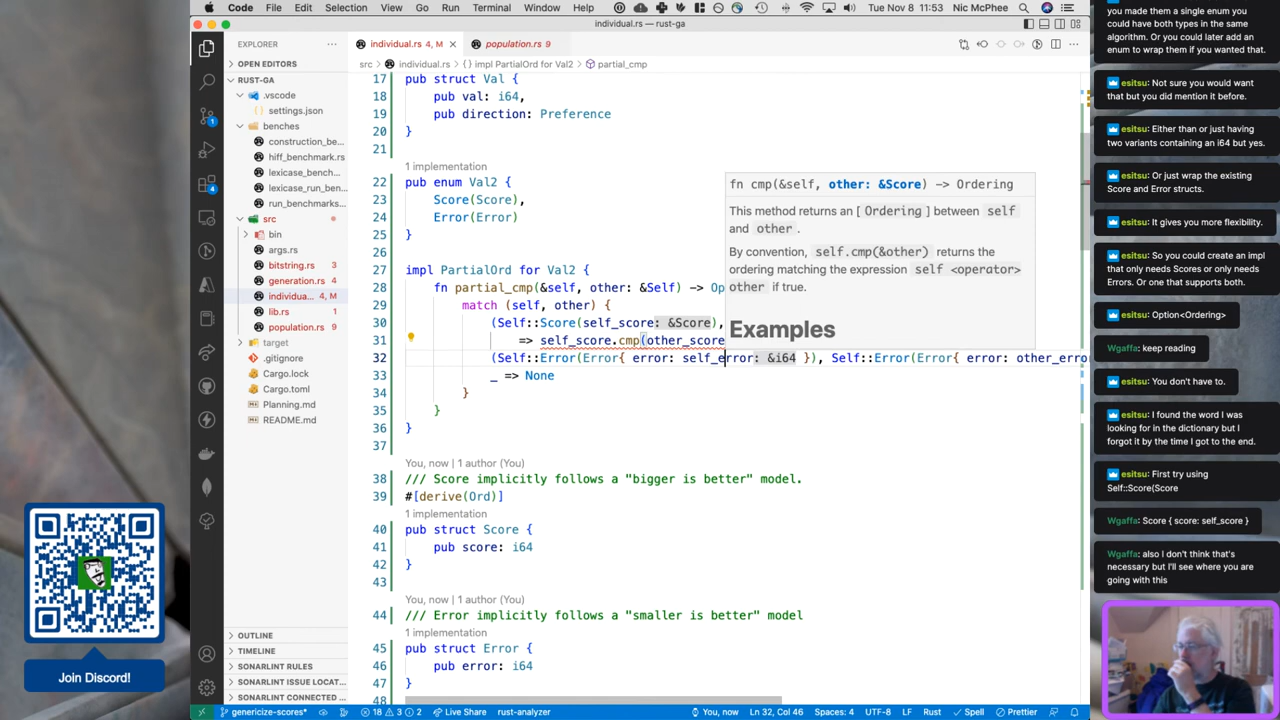 Code File Edit Selection View Go Run Terminal Window Help Tue Nov 8 11:53 Nic McPhee
individual.rs — rust-ga
EXPLORER
OPEN EDITORS
RUST-GA
.vscode
settings.json
benches
construction_be...
hiff_benchmark.rs
lexicase_bench...
lexicase_run_ben...
run_benchmarks...
src
bin
args.rs
bitstring.rs 3
generation.rs 4
individua... 4, M
lib.rs 1
population.rs 9
target
.gitignore
Cargo.lock
Cargo.toml
Planning.md
README.md
OUTLINE
TIMELINE
SONARLINT RULES
SONARLINT ISSUE LOCAT...
SONARLINT CONNECTED ...
individual.rs 4, M population.rs 9
src > individual.rs > {} impl PartialOrd for Val2 > partial_cmp
17 pub struct Val {
18 pub val: i64,
19 pub direction: Preference
20 }
21
1 implementation
22 pub enum Val2 {
23 Score(Score),
24 Error(Error)
25 }
26
27 impl PartialOrd for Val2 {
28 fn partial_cmp(&self, other: &Self) -> Op
29 match (self, other) {
30 (Self::Score(self_score: &Score),
31 => self_score.cmp(other_score
32 (Self::Error(Error{ error: self_error: &i64 }), Self::Error(Error{ error: other_erro
33 _ => None
34 }
35 }
36 }
37
You, now | 1 author (You)
38 /// Score implicitly follows a "bigger is better" model.
39 #[derive(Ord)]
1 implementation
40 pub struct Score {
41 pub score: i64
42 }
43
You, now | 1 author (You)
44 /// Error implicitly follows a "smaller is better" model
1 implementation
45 pub struct Error {
46 pub error: i64
47 }
48
fn cmp(&self, other: &Score) -> Ordering
This method returns an [ Ordering ] between self
and other .
By convention, self.cmp(&other) returns the
ordering matching the expression self <operator>
other if true.
Examples
genericize-scores* 18 3 2 Live Share rust-analyzer You, now Ln 32, Col 46 Spaces: 4 UTF-8 LF Rust Spell Prettier
Join Discord!
you made them a single enum you
could have both types in the same
algorithm. Or you could later add an
enum to wrap them if you wanted that.
esitsu: Not sure you would want
that but you did mention it before.
esitsu: Either than or just having
two variants containing an i64 but yes.
esitsu: Or just wrap the existing
Score and Error structs.
esitsu: It gives you more flexibility.
esitsu: So you could create an impl
that only needs Scores or only needs
Errors. Or one that supports both.
esitsu: Option<Ordering>
Wgaffa: keep reading
esitsu: You don't have to.
esitsu: I found the word I was
looking for in the dictionary but I
forgot it by the time I got to the end.
esitsu: First try using
Self::Score(Score
Wgaffa: Score { score: self_score }
Wgaffa: also I don't think that's
necessary but I'll see where you are
going with this